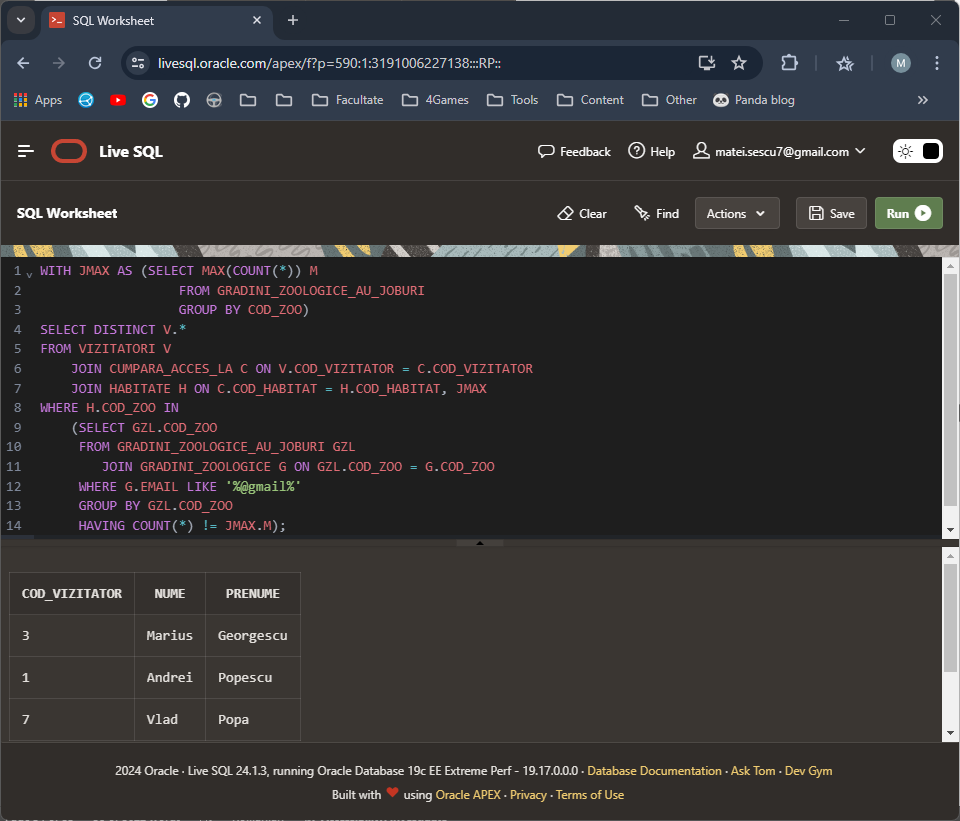 SQL Worksheet
livesql.oracle.com/apex/f?p=590:1:3191006227138:::RP::
M
Apps
Facultate
4Games
Tools
Content
Other
Panda blog
Live SQL
Feedback
Help
matei.sescu7@gmail.com
SQL Worksheet
Clear
Find
Actions
Save
Run
1 WITH JMAX AS (SELECT MAX(COUNT(*)) M
2 FROM GRADINI_ZOOLOGICE_AU_JOBURI
3 GROUP BY COD_ZOO)
4 SELECT DISTINCT V.*
5 FROM VIZITATORI V
6 JOIN CUMPARA_ACCES_LA C ON V.COD_VIZITATOR = C.COD_VIZITATOR
7 JOIN HABITATE H ON C.COD_HABITAT = H.COD_HABITAT, JMAX
8 WHERE H.COD_ZOO IN
9 (SELECT GZL.COD_ZOO
10 FROM GRADINI_ZOOLOGICE_AU_JOBURI GZL
11 JOIN GRADINI_ZOOLOGICE G ON GZL.COD_ZOO = G.COD_ZOO
12 WHERE G.EMAIL LIKE '%@gmail%'
13 GROUP BY GZL.COD_ZOO
14 HAVING COUNT(*) != JMAX.M);
COD_VIZITATOR NUME PRENUME
3 Marius Georgescu
1 Andrei Popescu
7 Vlad Popa
2024 Oracle · Live SQL 24.1.3, running Oracle Database 19c EE Extreme Perf - 19.17.0.0.0 · Database Documentation · Ask Tom · Dev Gym
Built with ❤ using Oracle APEX · Privacy · Terms of Use